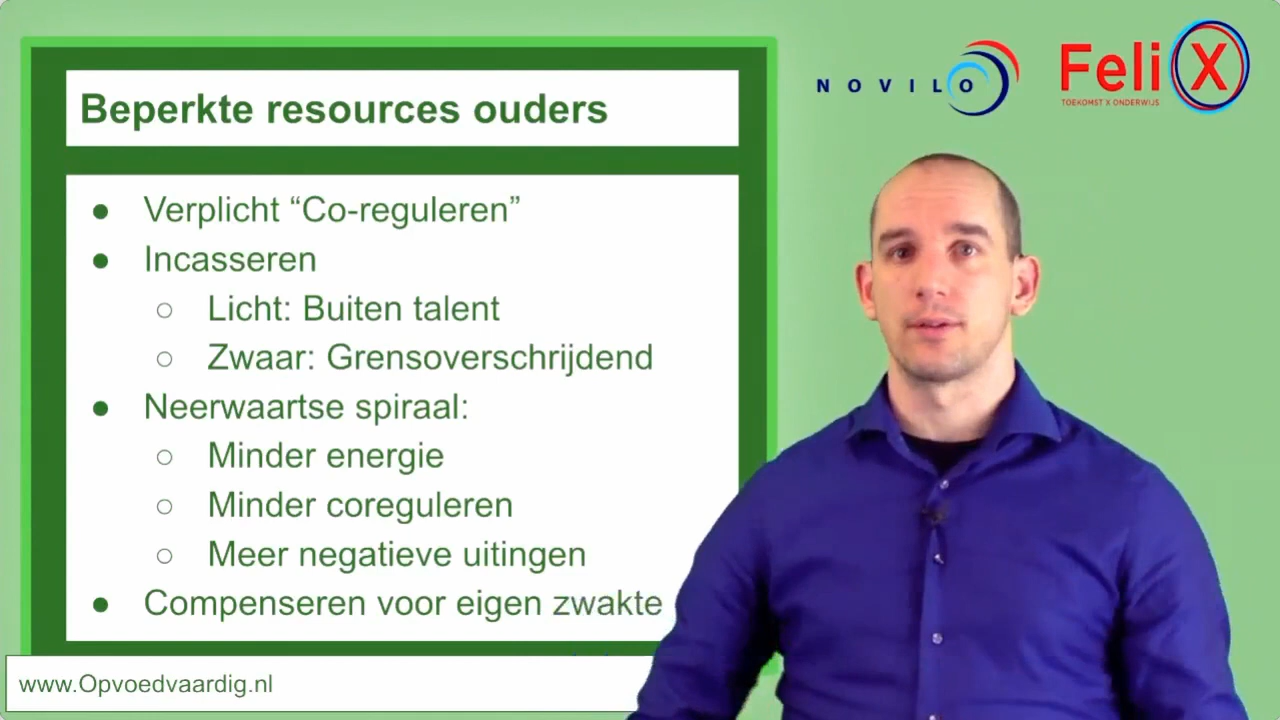 NOVILO
FeliX
TOEKOMST X ONDERWIJS
Beperkte resources ouders
● Verplicht “Co-reguleren”
● Incasseren
○ Licht: Buiten talent
○ Zwaar: Grensoverschrijdend
● Neerwaartse spiraal:
○ Minder energie
○ Minder coreguleren
○ Meer negatieve uitingen
● Compenseren voor eigen zwakte
www.Opvoedvaardig.nl